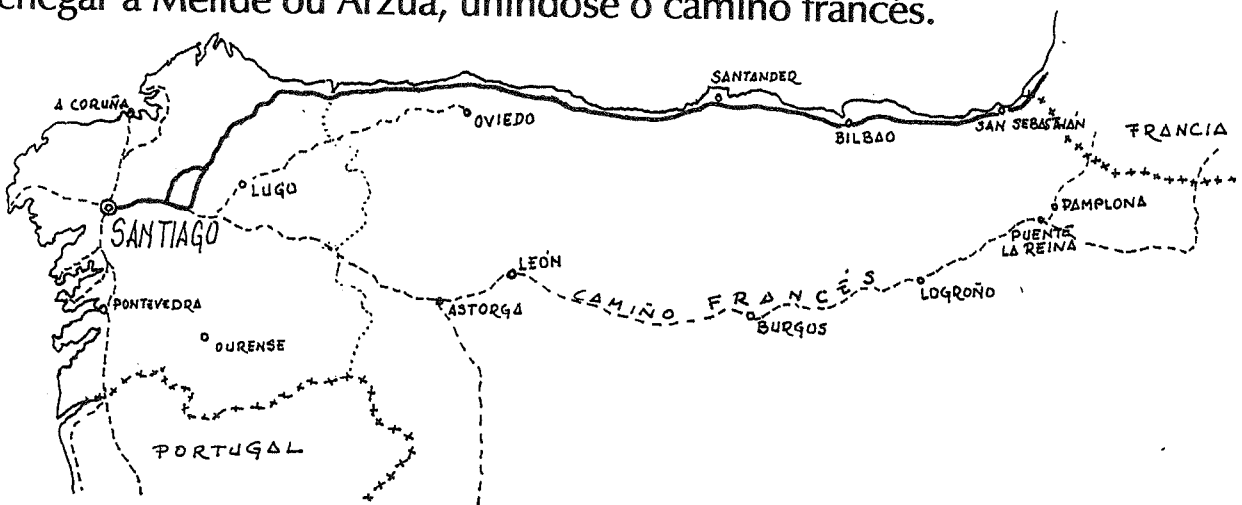 chegar a Melide ou Arzúa, uníndose ó camiño francés.
SANTANDER
A CORUÑA
OVIEDO
BILBAO
SAN SEBASTIAN
FRANCIA
LUGO
PAMPLONA
SANTIAGO
PUENTE
LA REINA
LEÓN
CAMIÑO FRANCÉS
LOGROÑO
PONTEVEDRA
ASTORGA
BURGOS
OURENSE
PORTUGAL